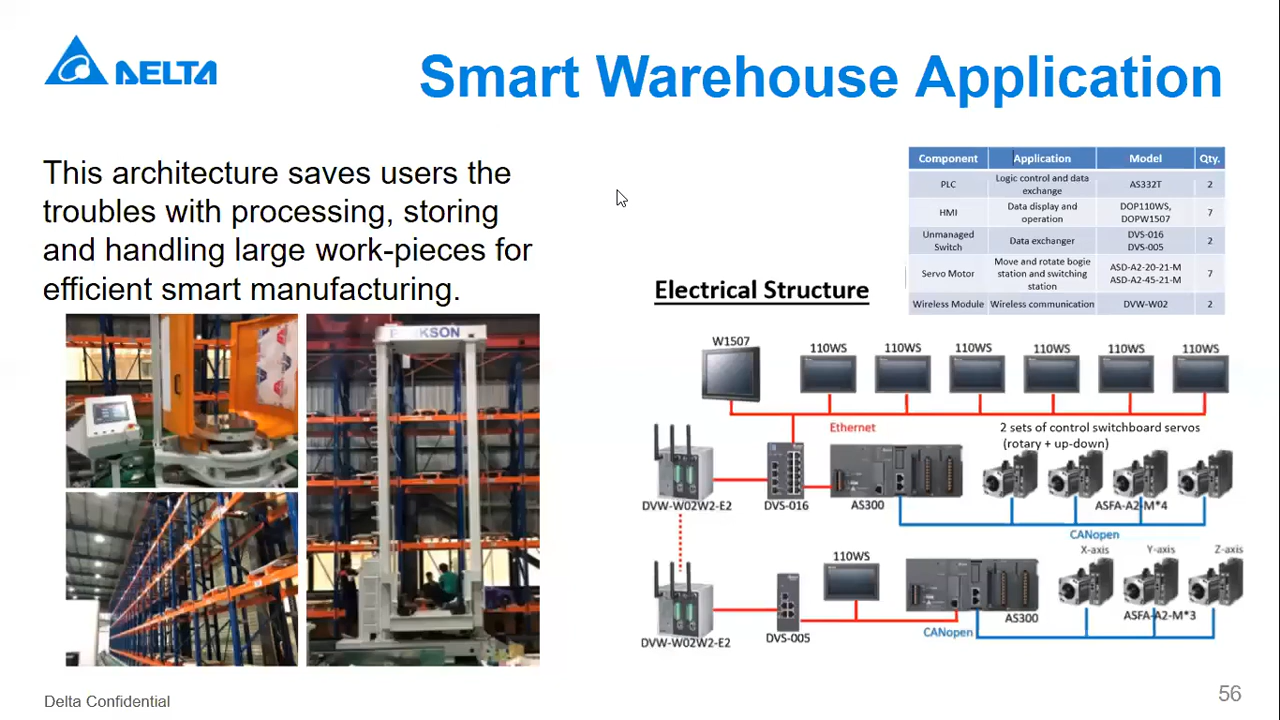 DELTA
Smart Warehouse Application
This architecture saves users the
troubles with processing, storing
and handling large work-pieces for
efficient smart manufacturing.
Component Application Model Qty.
PLC Logic control and data exchange AS332T 2
HMI Data display and operation DOP110WS, DOPW1507 7
Unmanaged Switch Data exchanger DVS-016 DVS-005 2
Servo Motor Move and rotate bogie station and switching station ASD-A2-20-21-M ASD-A2-45-21-M 7
Wireless Module Wireless communication DVW-W02 2
Electrical Structure
W1507 110WS 110WS 110WS 110WS 110WS 110WS
Ethernet
2 sets of control switchboard servos
(rotary + up-down)
DVW-W02W2-E2 DVS-016 AS300 ASFA-A2-M*4
CANopen
X-axis Y-axis Z-axis
110WS
DVW-W02W2-E2 DVS-005 AS300 ASFA-A2-M*3
CANopen
Delta Confidential
56